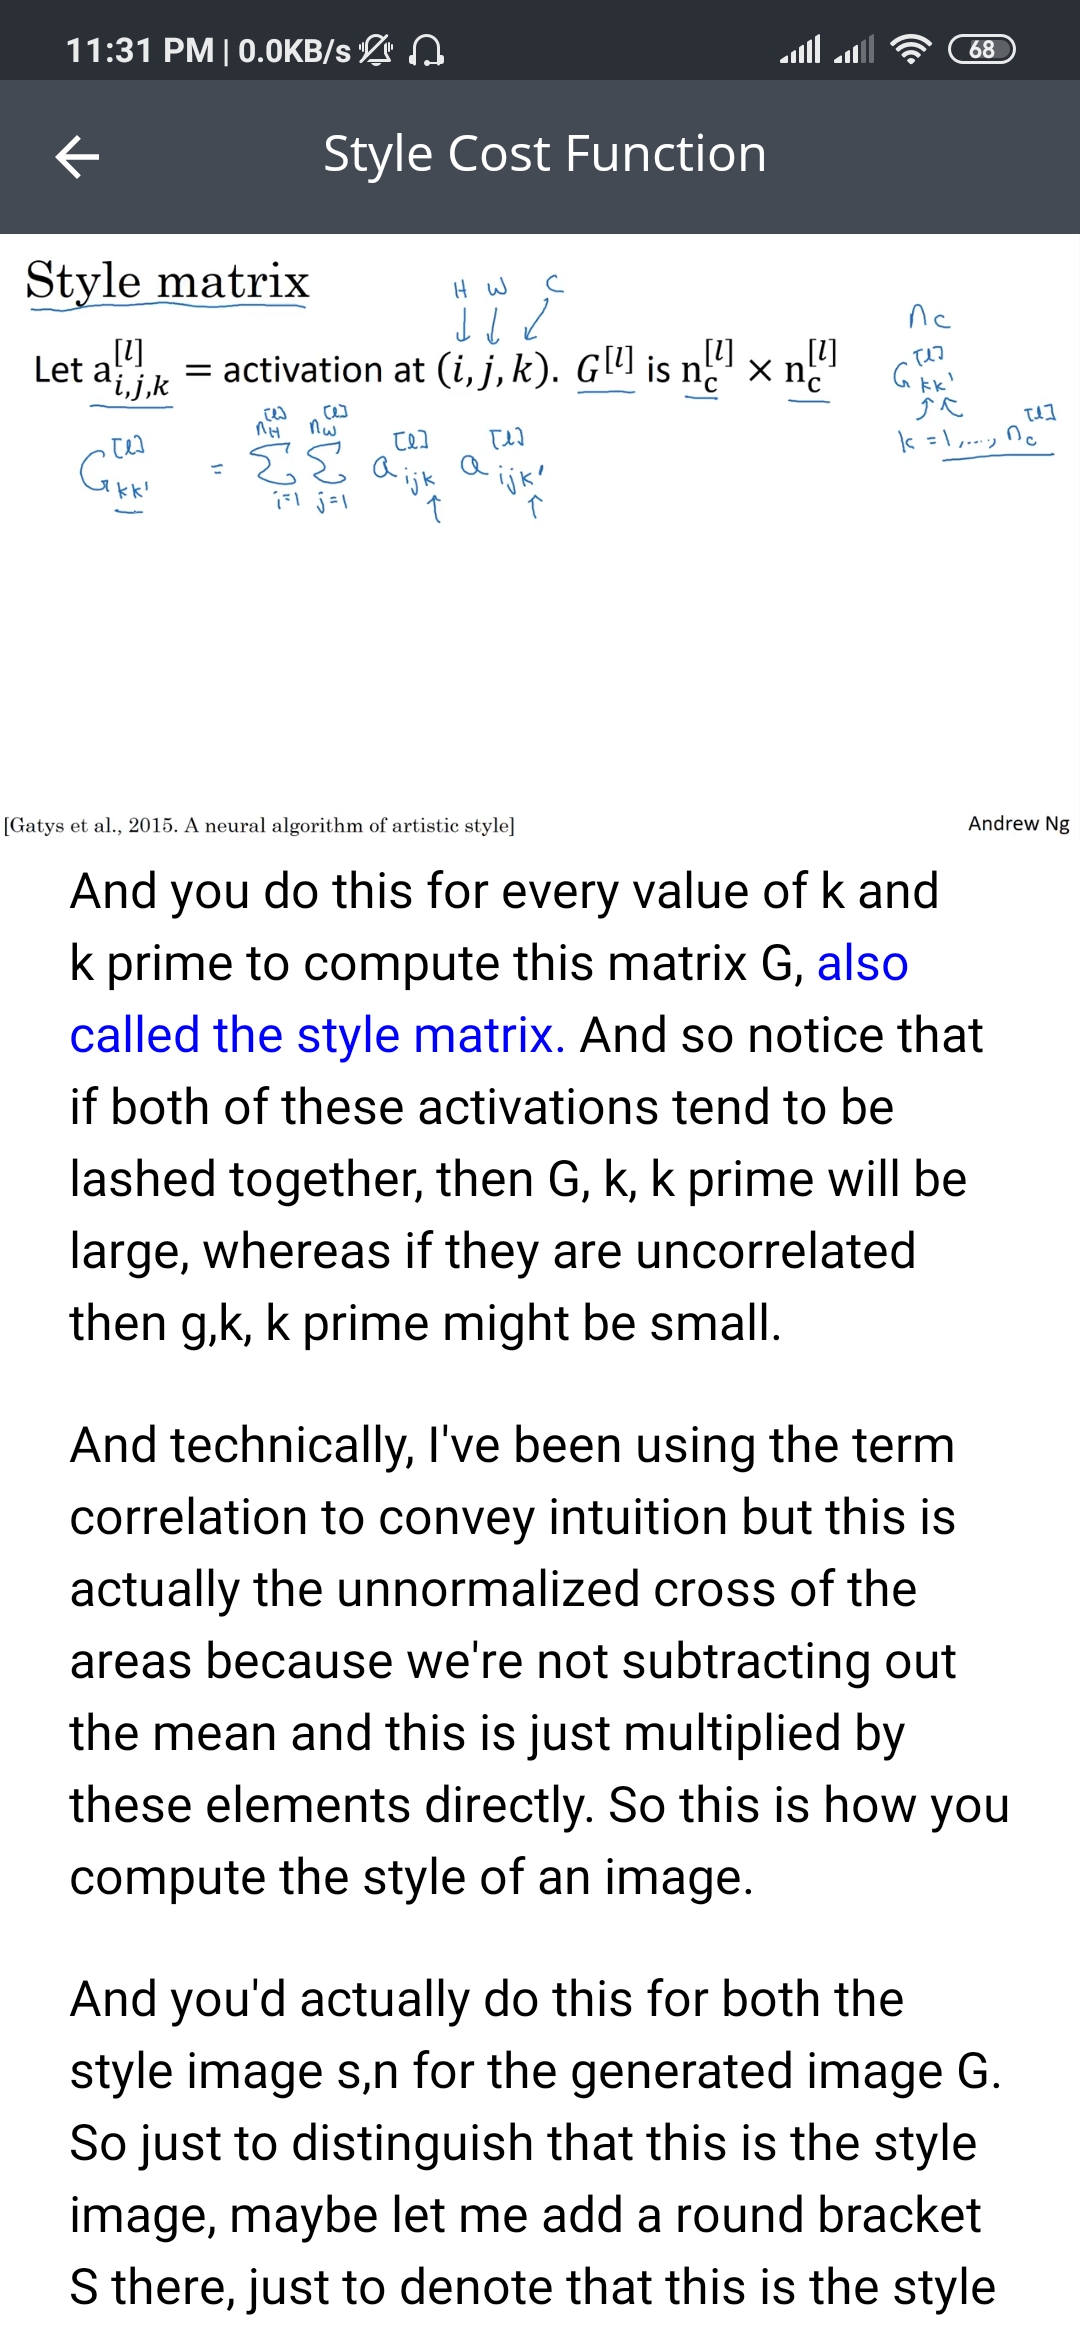 11:31 PM | 0.0KB/s 68
Style Cost Function
Style matrix
H W C
n_c
Let a^[l]_i,j,k = activation at (i, j, k). G^[l] is n_c^[l] × n_c^[l]
G^[l]_kk'
k = 1, ..., n_c^[l]
G^[l]_kk' = Σ_i=1^n_H^[l] Σ_j=1^n_W^[l] a^[l]_ijk a^[l]_ijk'
[Gatys et al., 2015. A neural algorithm of artistic style] Andrew Ng
And you do this for every value of k and
k prime to compute this matrix G, also
called the style matrix. And so notice that
if both of these activations tend to be
lashed together, then G, k, k prime will be
large, whereas if they are uncorrelated
then g,k, k prime might be small.
And technically, I've been using the term
correlation to convey intuition but this is
actually the unnormalized cross of the
areas because we're not subtracting out
the mean and this is just multiplied by
these elements directly. So this is how you
compute the style of an image.
And you'd actually do this for both the
style image s,n for the generated image G.
So just to distinguish that this is the style
image, maybe let me add a round bracket
S there, just to denote that this is the style